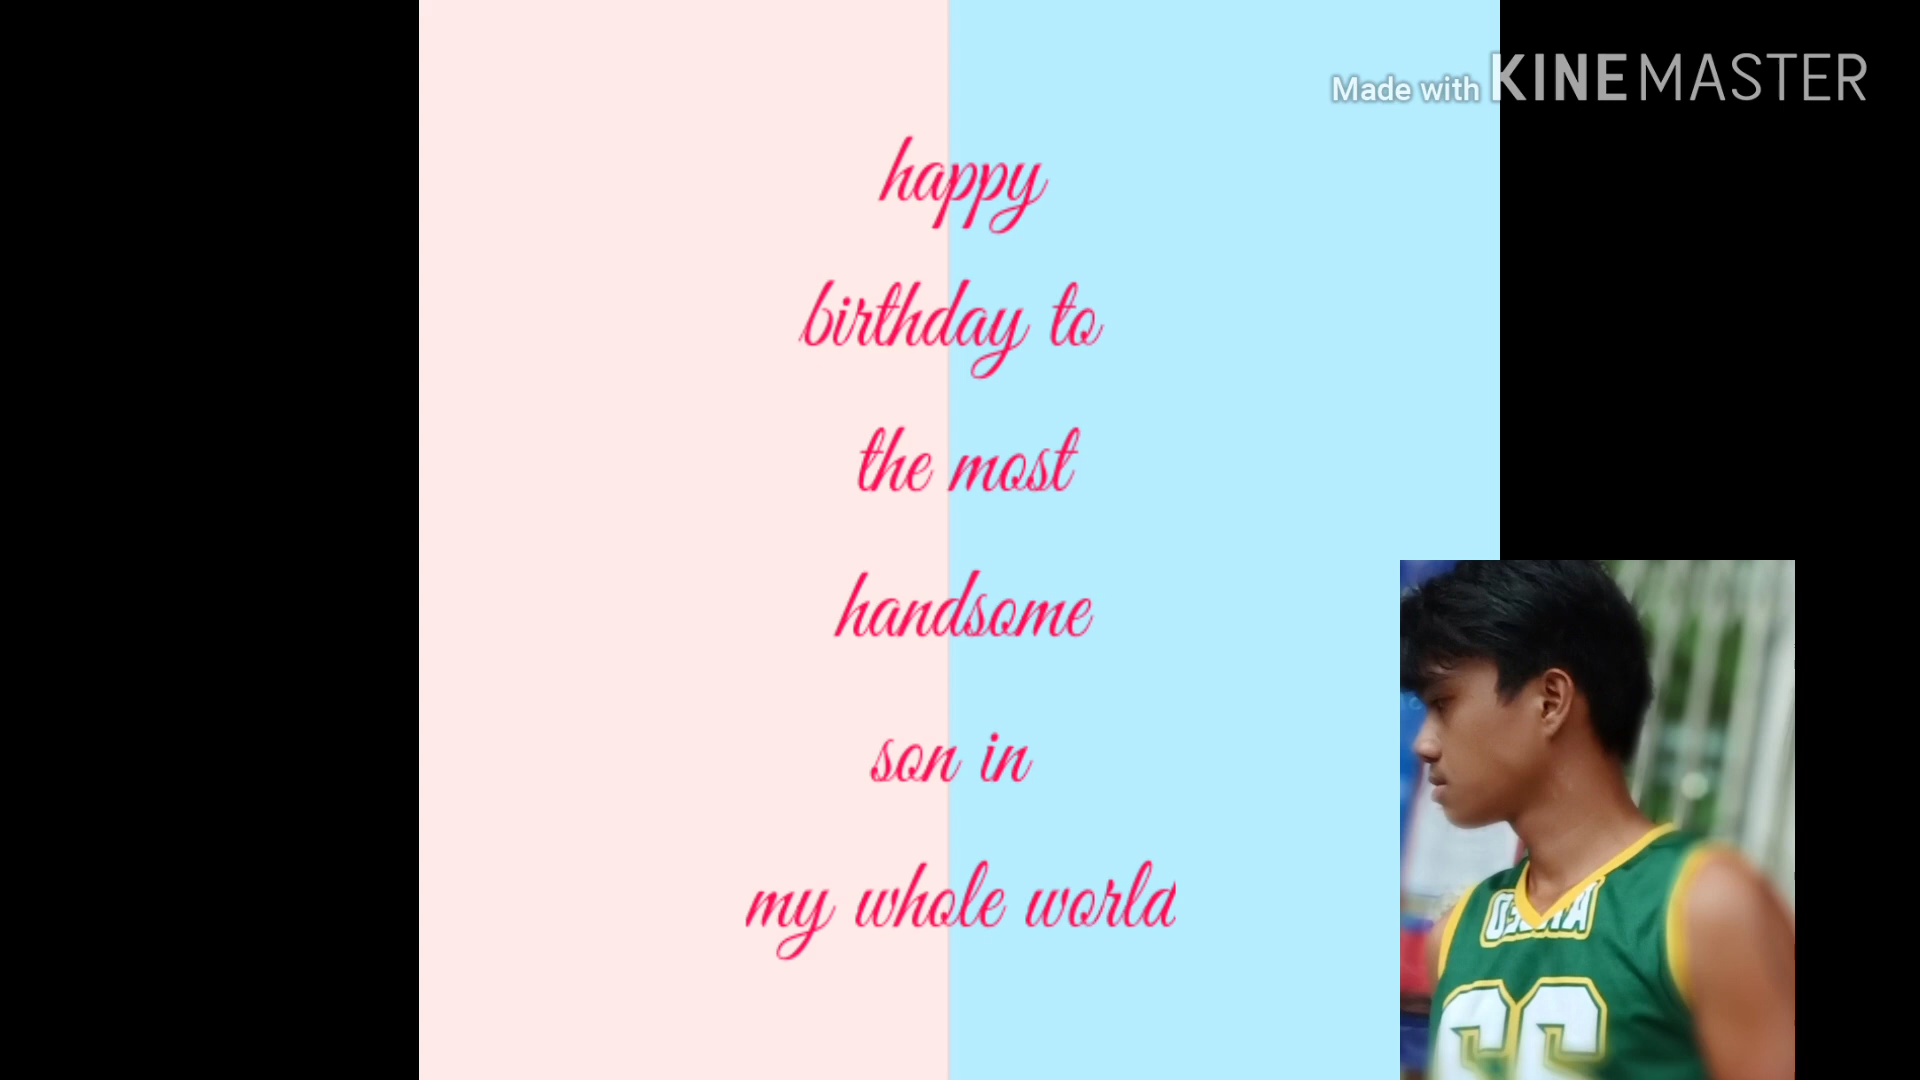 Made with KINEMASTER
happy
birthday to
the most
handsome
son in
my whole world